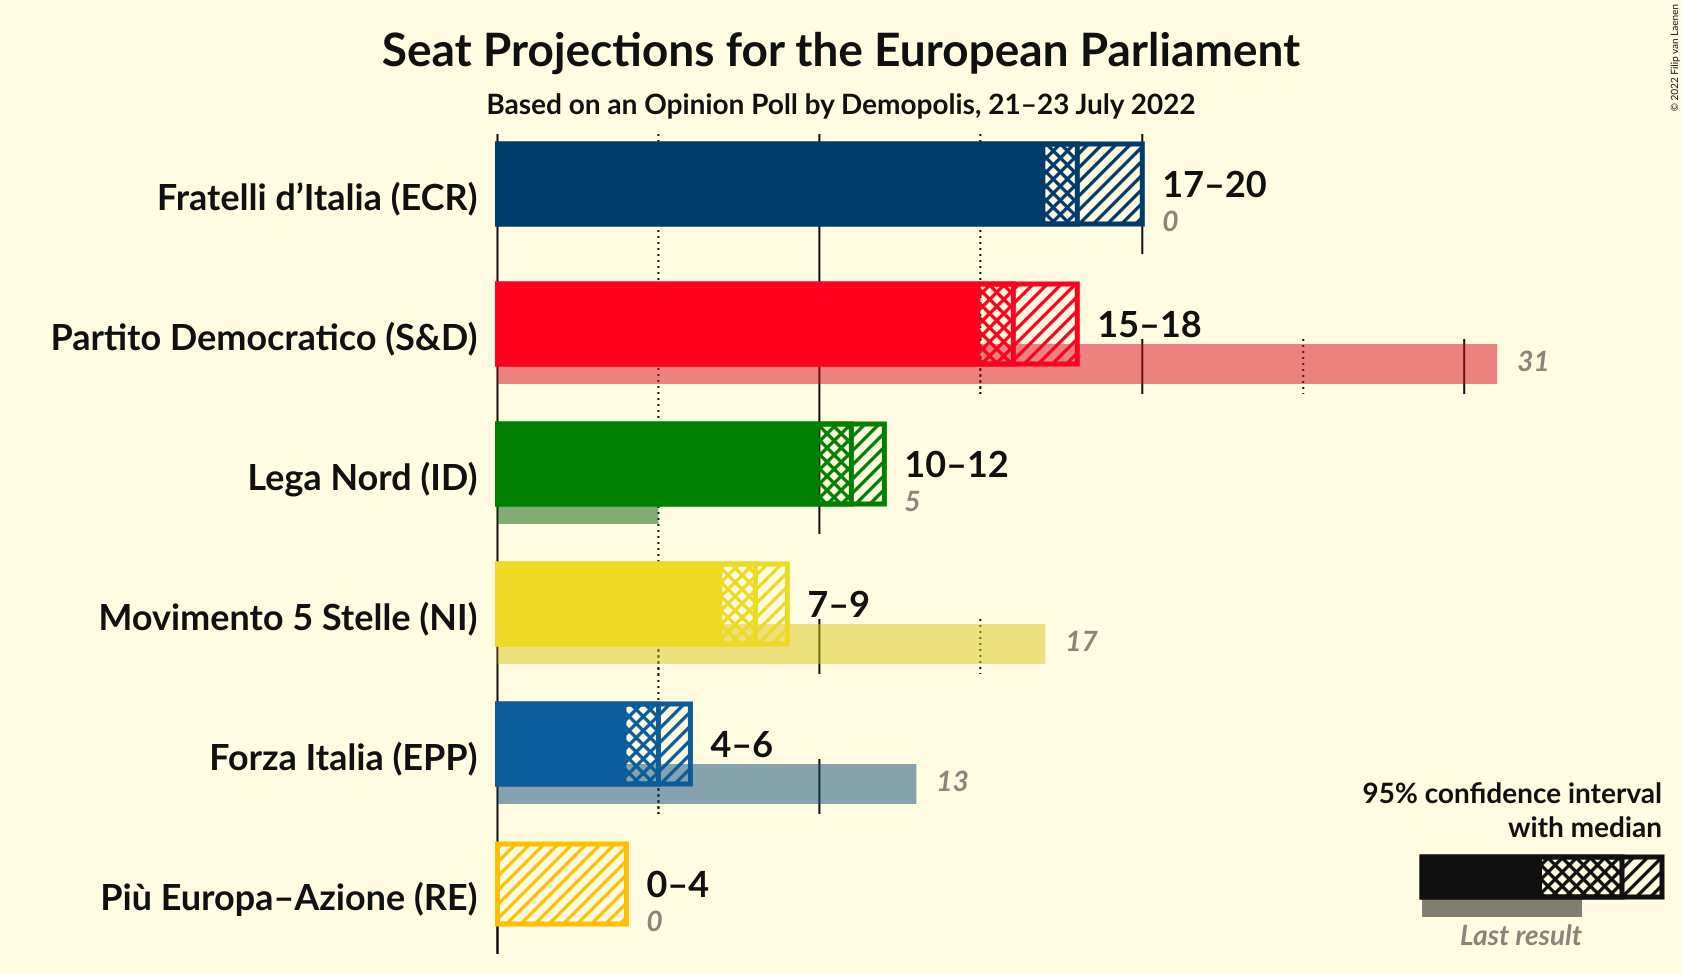 Seat Projections for the European Parliament
Based on an Opinion Poll by Demopolis, 21–23 July 2022
© 2022 Filip van Laenen
Fratelli d’Italia (ECR)
17–20
0
Partito Democratico (S&D)
15–18
31
Lega Nord (ID)
10–12
5
Movimento 5 Stelle (NI)
7–9
17
Forza Italia (EPP)
4–6
13
Più Europa–Azione (RE)
0–4
0
95% confidence interval
with median
Last result